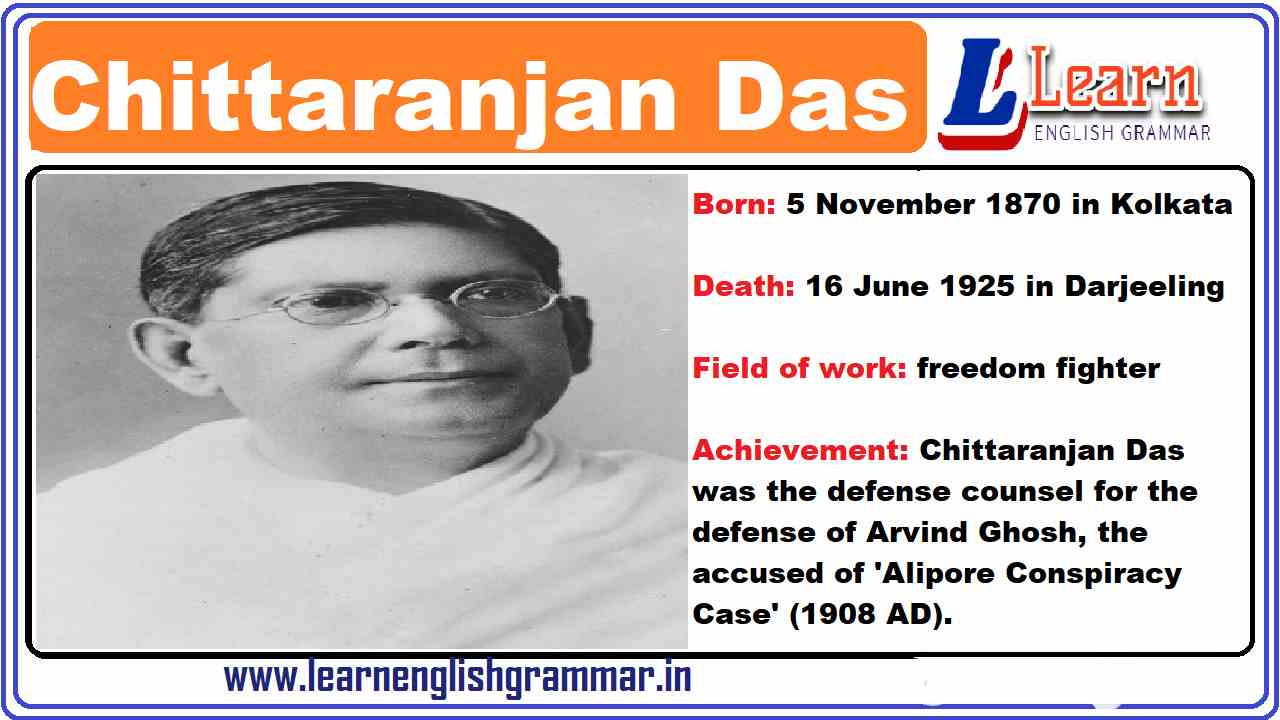 Chittaranjan Das
Learn
ENGLISH GRAMMAR
Born: 5 November 1870 in Kolkata
Death: 16 June 1925 in Darjeeling
Field of work: freedom fighter
Achievement: Chittaranjan Das
was the defense counsel for the
defense of Arvind Ghosh, the
accused of 'Alipore Conspiracy
Case' (1908 AD).
www.learnenglishgrammar.in